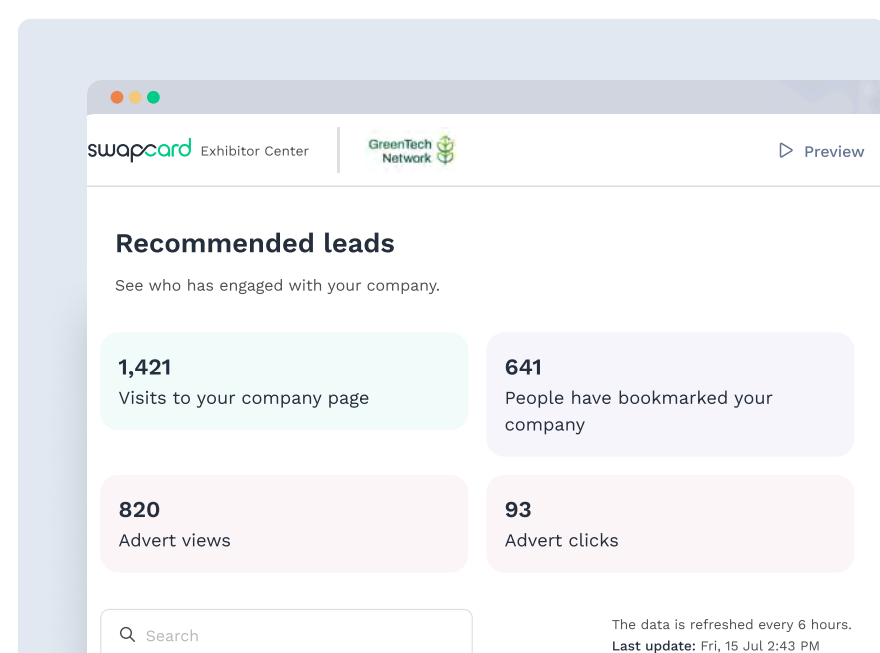 swapcard Exhibitor Center
GreenTech
Network
Preview
Recommended leads
See who has engaged with your company.
1,421
Visits to your company page
641
People have bookmarked your
company
820
Advert views
93
Advert clicks
Search
The data is refreshed every 6 hours.
Last update: Fri, 15 Jul 2:43 PM